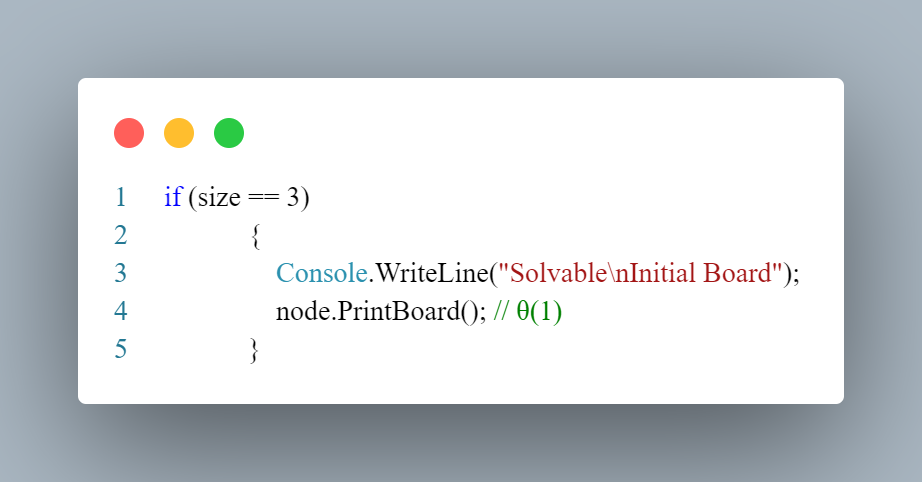 1 if (size == 3)
2 {
3 Console.WriteLine("Solvable\nInitial Board");
4 node.PrintBoard(); // θ(1)
5 }